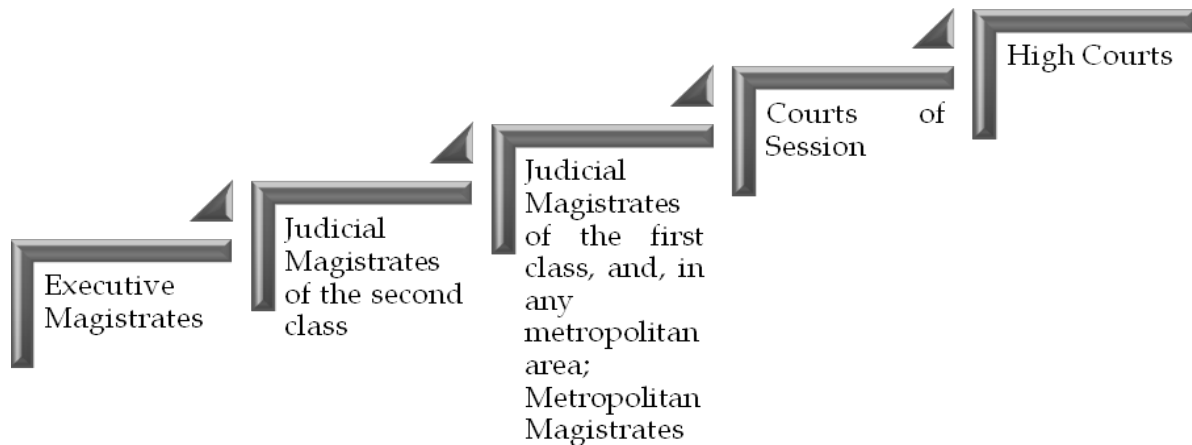 Executive
Magistrates
Judicial
Magistrates
of the second
class
Judicial
Magistrates
of the first
class, and, in
any
metropolitan
area;
Metropolitan
Magistrates
Courts of
Session
High Courts